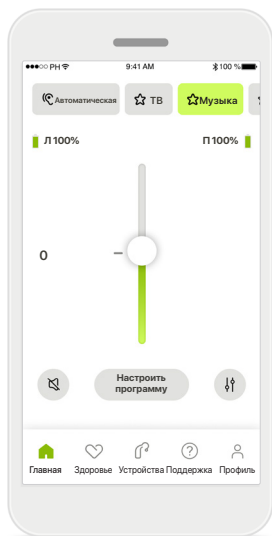 PH 9:41 AM 100 %
Автоматическая ТВ Музыка
Л 100% П 100%
0
Настроить
программу
Главная Здоровье Устройства Поддержка Профиль